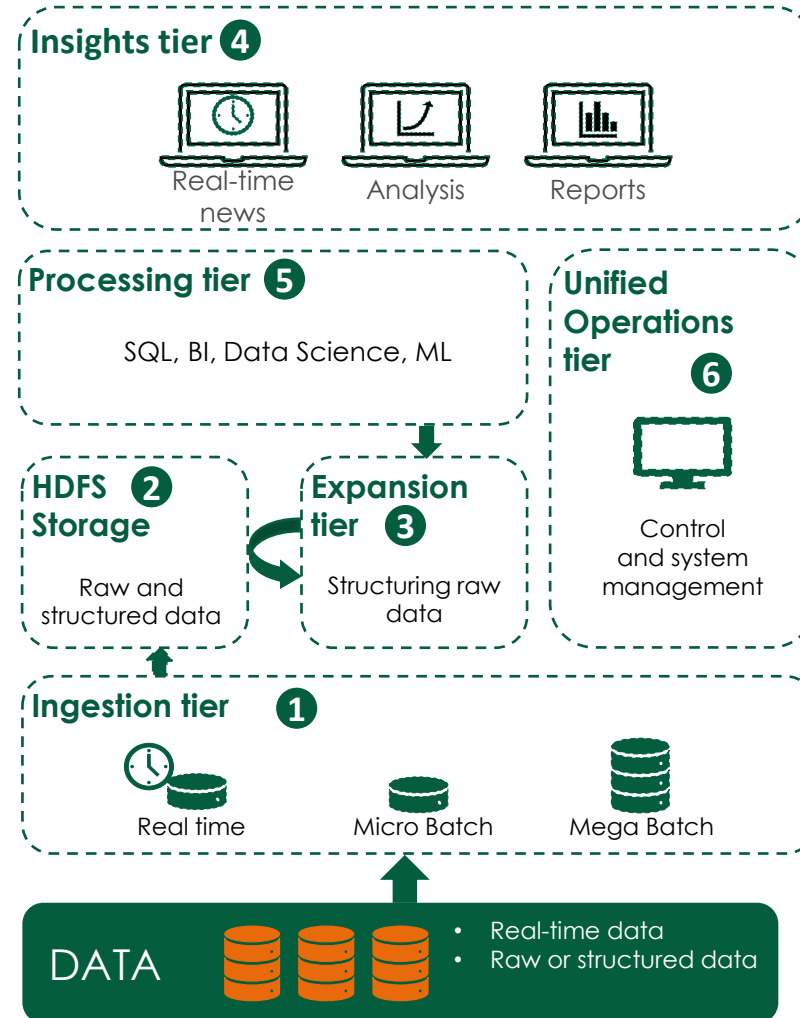 Insights tier 4
Real-time
news
Analysis
Reports
Processing tier 5
SQL, BI, Data Science, ML
Unified
Operations
tier
6
Control
and system
management
HDFS 2
Storage
Raw and
structured data
Expansion
tier 3
Structuring raw
data
Ingestion tier 1
Real time
Micro Batch
Mega Batch
DATA
• Real-time data
• Raw or structured data